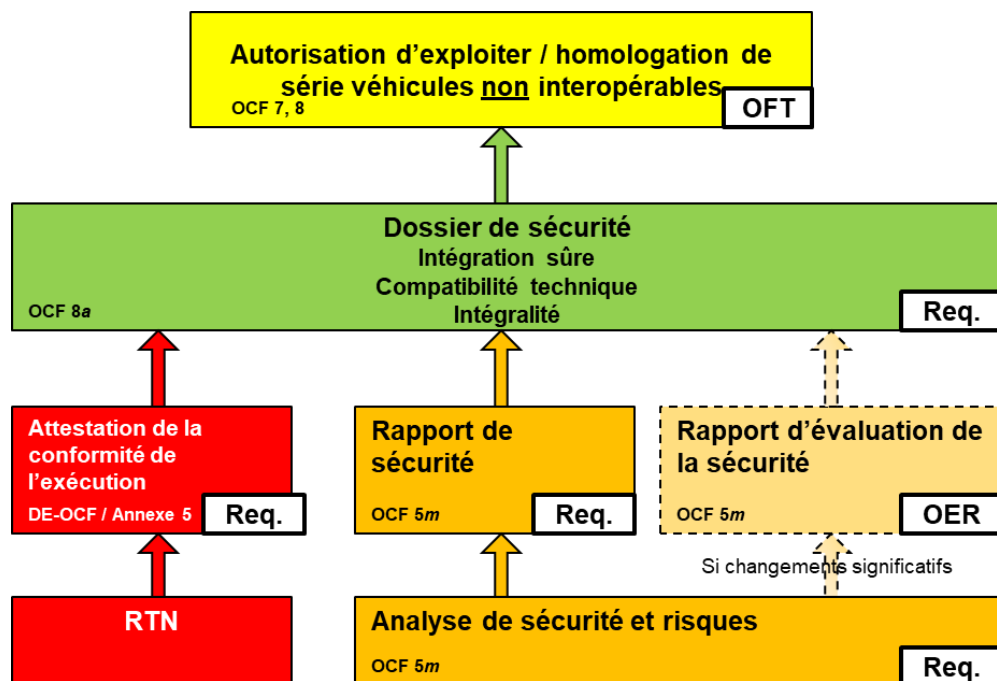 Autorisation d’exploiter / homologation de
série véhicules non interopérables
OCF 7, 8
OFT
Dossier de sécurité
Intégration sûre
Compatibilité technique
Intégralité
OCF 8a
Req.
Attestation de la
conformité de
l’exécution
DE-OCF / Annexe 5
Req.
Rapport de
sécurité
OCF 5m
Req.
Rapport d’évaluation de
la sécurité
OCF 5m
OER
Si changements significatifs
RTN
Analyse de sécurité et risques
OCF 5m
Req.